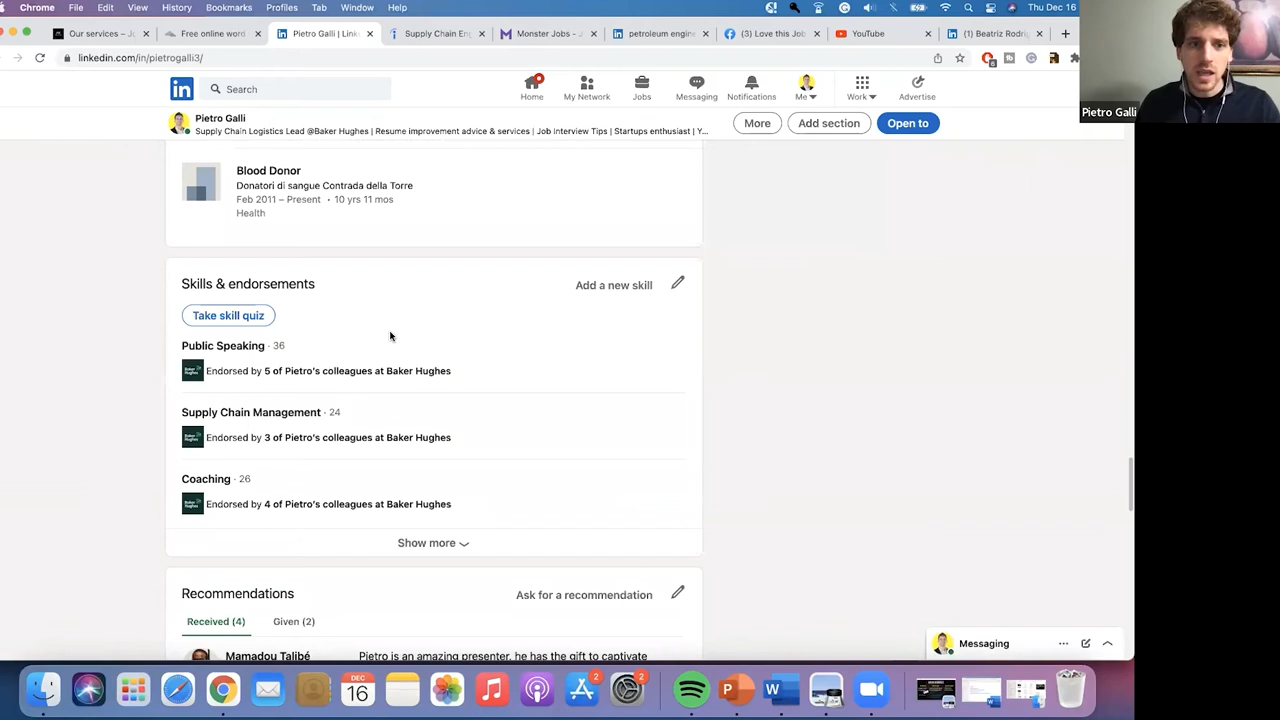 Chrome File Edit View History Bookmarks Profiles Tab Window Help Thu Dec 16
Our services – J Free online word Pietro Galli | Link Supply Chain Eng Monster Jobs - J petroleum engine (3) Love this Job YouTube (1) Beatriz Rodrig
linkedin.com/in/pietrogalli3/
in Search Home My Network Jobs Messaging Notifications Me Work Advertise
Pietro Galli
Supply Chain Logistics Lead @Baker Hughes | Resume improvement advice & services | Job interview Tips | Startups enthusiast | Y...
More Add section Open to
Pietro Galli
Blood Donor
Donatori di sangue Contrada della Torre
Feb 2011 – Present • 10 yrs 11 mos
Health
Skills & endorsements Add a new skill
Take skill quiz
Public Speaking · 36
Endorsed by 5 of Pietro's colleagues at Baker Hughes
Supply Chain Management · 24
Endorsed by 3 of Pietro's colleagues at Baker Hughes
Coaching · 26
Endorsed by 4 of Pietro's colleagues at Baker Hughes
Show more
Recommendations Ask for a recommendation
Received (4) Given (2)
Mamadou Talibé Pietro is an amazing presenter, he has the gift to captivate
Messaging
DEC
16
2 2